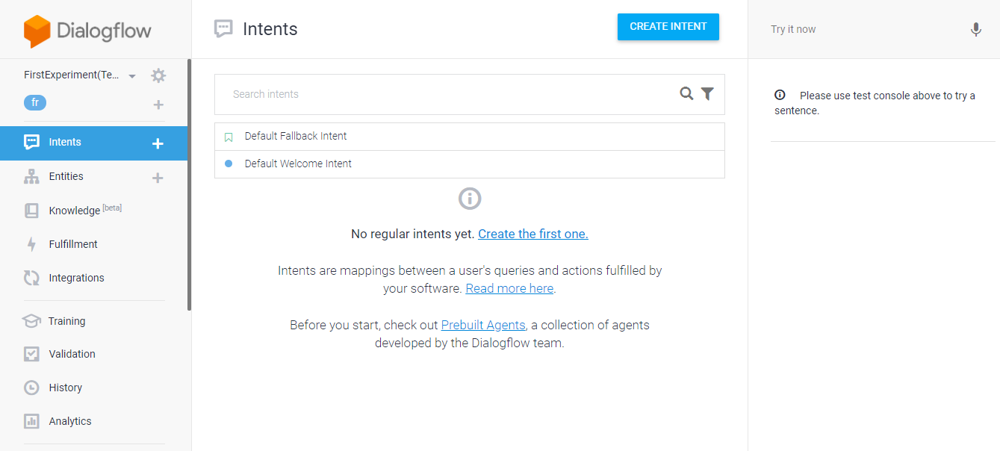 Dialogflow
FirstExperiment(Te...
fr
Intents
Entities
Knowledge [beta]
Fulfillment
Integrations
Training
Validation
History
Analytics
Intents
CREATE INTENT
Search intents
Default Fallback Intent
Default Welcome Intent
No regular intents yet. Create the first one.
Intents are mappings between a user's queries and actions fulfilled by
your software. Read more here.
Before you start, check out Prebuilt Agents, a collection of agents
developed by the Dialogflow team.
Try it now
Please use test console above to try a
sentence.